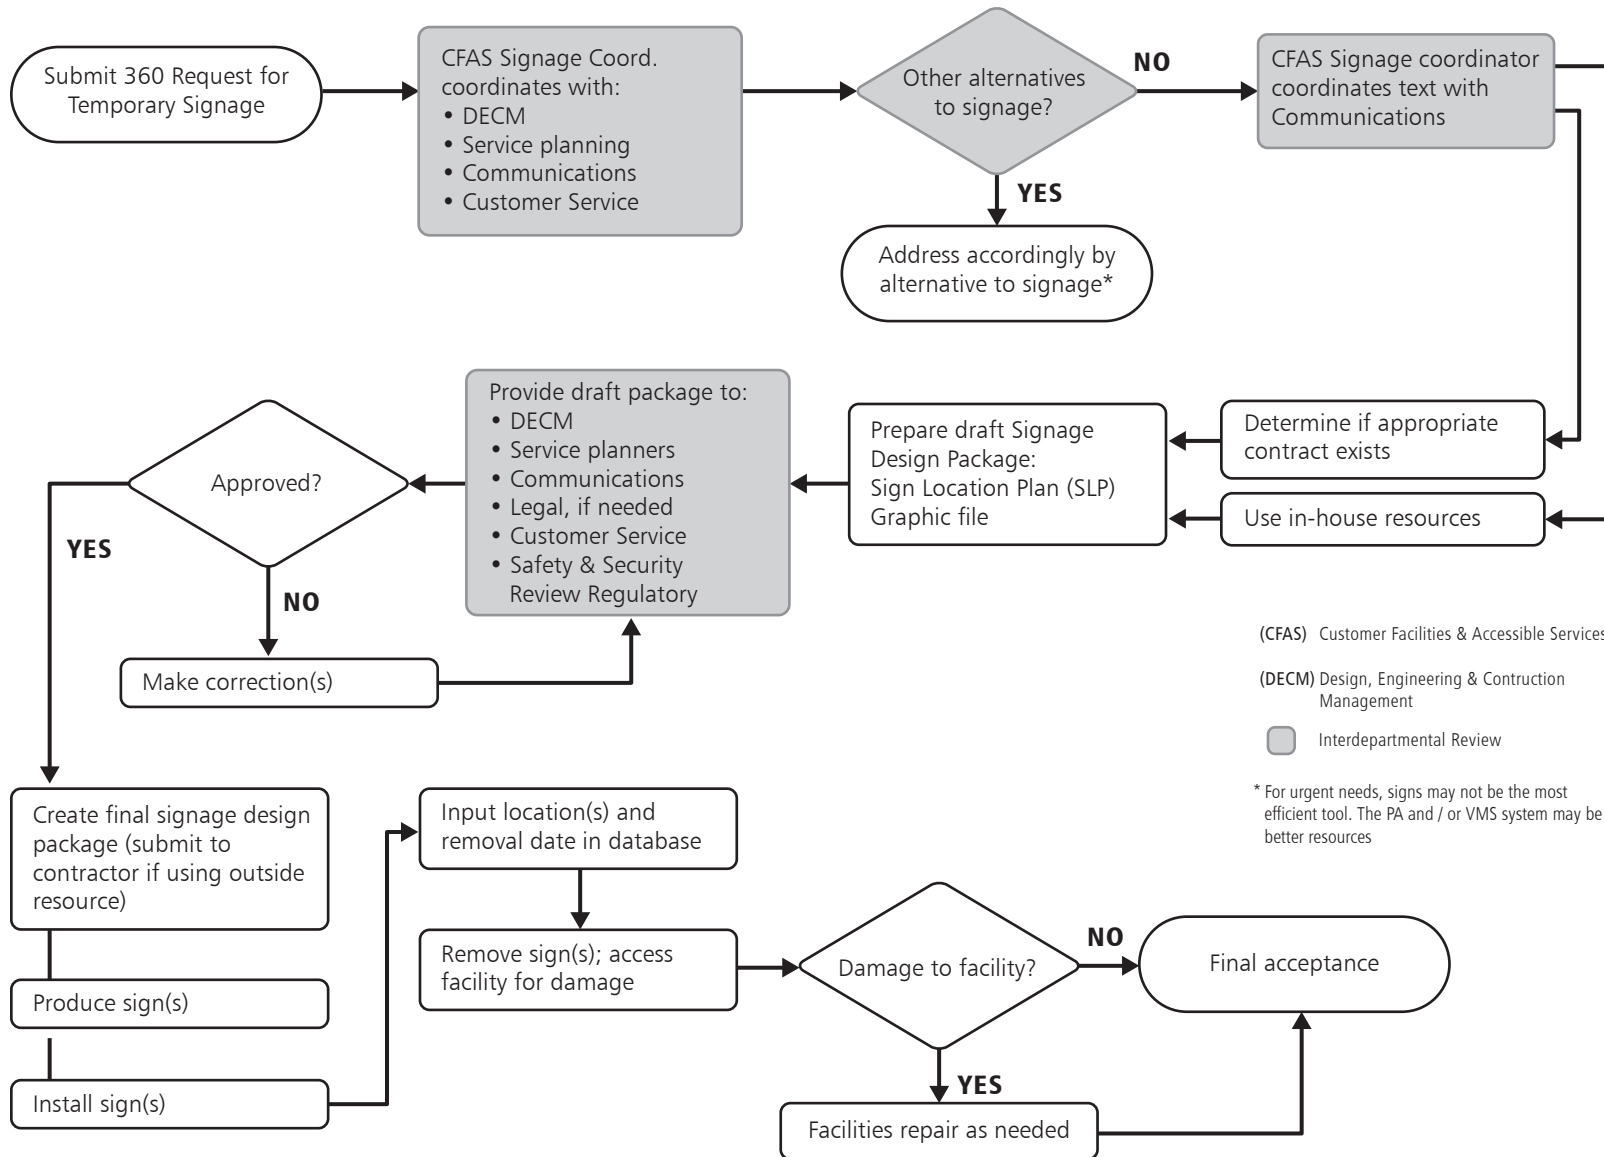 Submit 360 Request for
Temporary Signage
CFAS Signage Coord.
coordinates with:
• DECM
• Service planning
• Communications
• Customer Service
Other alternatives
to signage?
NO
YES
Address accordingly by
alternative to signage*
CFAS Signage coordinator
coordinates text with
Communications
Determine if appropriate
contract exists
Use in-house resources
Prepare draft Signage
Design Package:
Sign Location Plan (SLP)
Graphic file
Provide draft package to:
• DECM
• Service planners
• Communications
• Legal, if needed
• Customer Service
• Safety & Security
Review Regulatory
Approved?
YES
NO
Make correction(s)
Create final signage design
package (submit to
contractor if using outside
resource)
Produce sign(s)
Install sign(s)
Input location(s) and
removal date in database
Remove sign(s); access
facility for damage
Damage to facility?
NO
YES
Final acceptance
Facilities repair as needed
(CFAS) Customer Facilities & Accessible Services
(DECM) Design, Engineering & Contruction
Management
Interdepartmental Review
* For urgent needs, signs may not be the most
efficient tool. The PA and / or VMS system may be
better resources